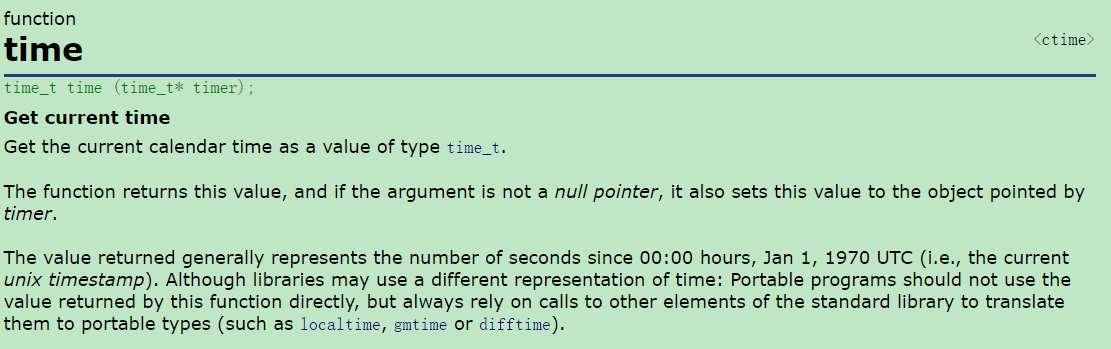 function
time
<ctime>
time_t time (time_t* timer);
Get current time
Get the current calendar time as a value of type time_t.
The function returns this value, and if the argument is not a null pointer, it also sets this value to the object pointed by
timer.
The value returned generally represents the number of seconds since 00:00 hours, Jan 1, 1970 UTC (i.e., the current
unix timestamp). Although libraries may use a different representation of time: Portable programs should not use the
value returned by this function directly, but always rely on calls to other elements of the standard library to translate
them to portable types (such as localtime, gmtime or difftime).